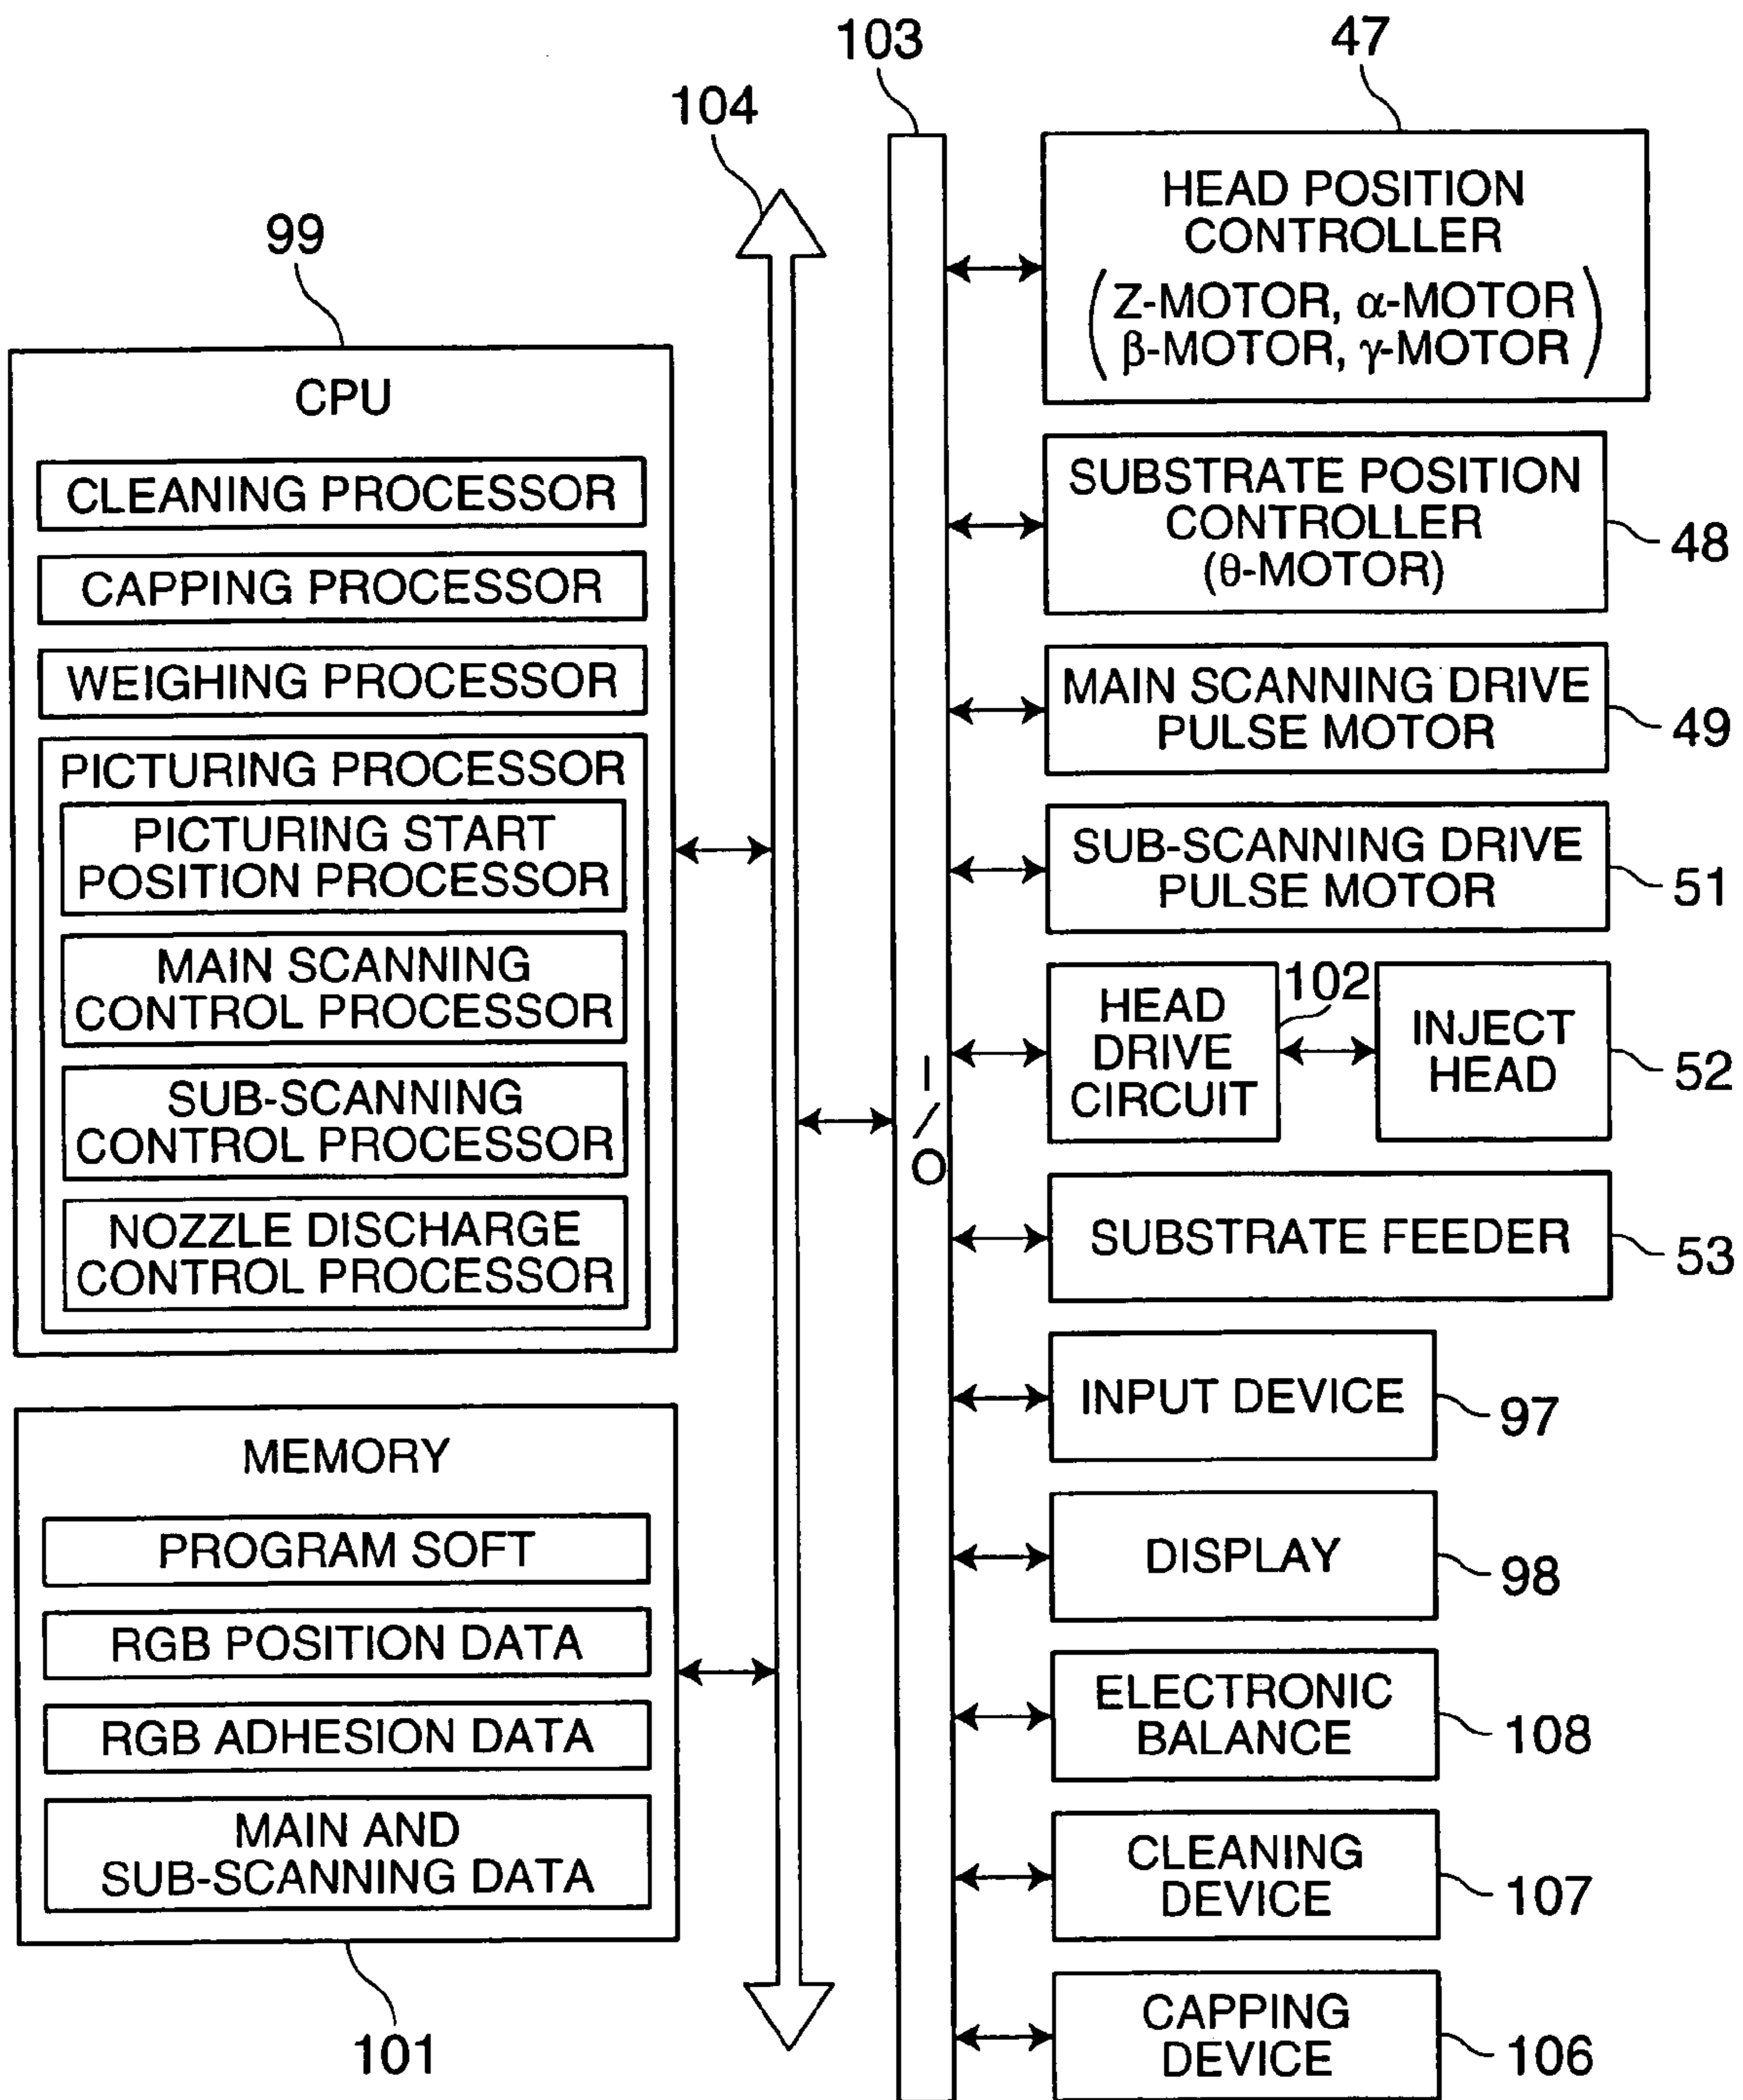 103
47
104
99
HEAD POSITION
CONTROLLER
(Z-MOTOR, α-MOTOR
β-MOTOR, γ-MOTOR)
CPU
CLEANING PROCESSOR
CAPPING PROCESSOR
WEIGHING PROCESSOR
PICTURING PROCESSOR
PICTURING START
POSITION PROCESSOR
MAIN SCANNING
CONTROL PROCESSOR
SUB-SCANNING
CONTROL PROCESSOR
NOZZLE DISCHARGE
CONTROL PROCESSOR
MEMORY
PROGRAM SOFT
RGB POSITION DATA
RGB ADHESION DATA
MAIN AND
SUB-SCANNING DATA
101
I/O
SUBSTRATE POSITION
CONTROLLER
(θ-MOTOR)
48
MAIN SCANNING DRIVE
PULSE MOTOR
49
SUB-SCANNING DRIVE
PULSE MOTOR
51
HEAD
DRIVE
CIRCUIT
102
INJECT
HEAD
52
SUBSTRATE FEEDER
53
INPUT DEVICE
97
DISPLAY
98
ELECTRONIC
BALANCE
108
CLEANING
DEVICE
107
CAPPING
DEVICE
106